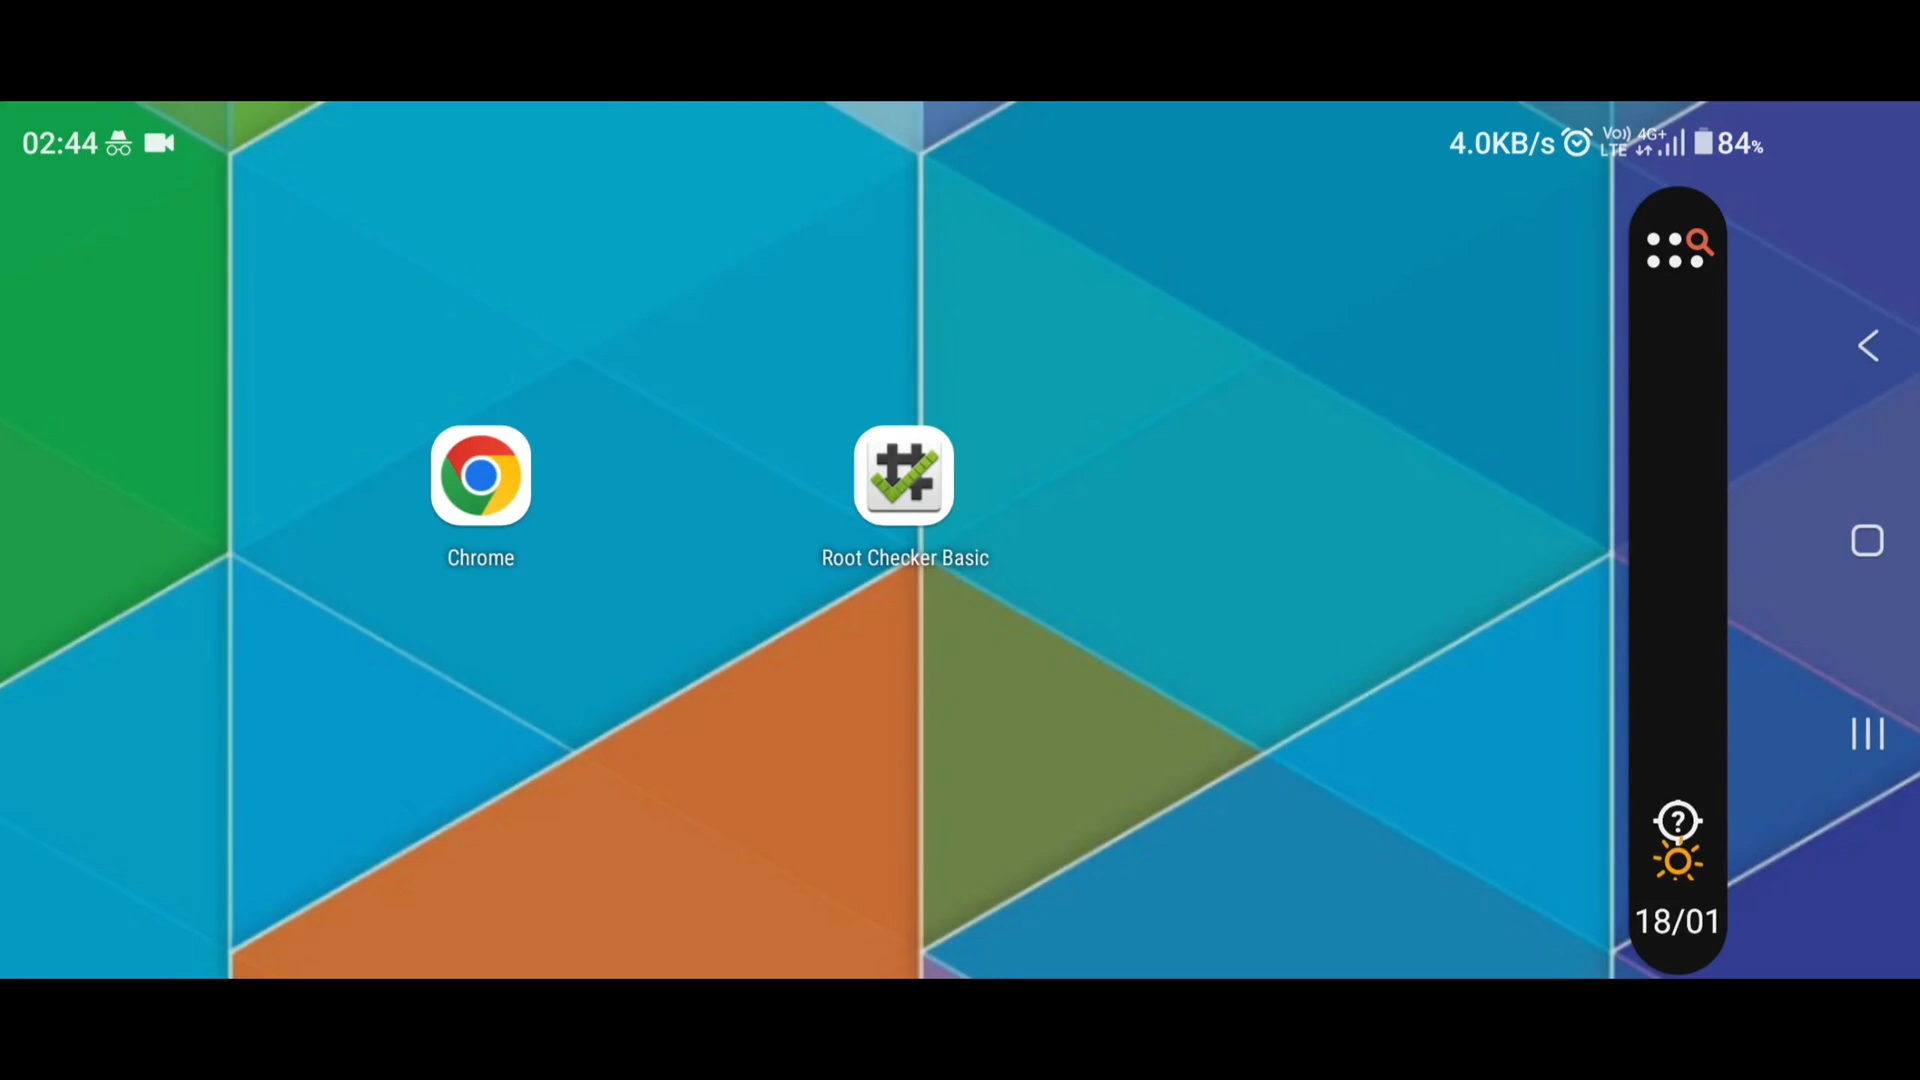 02:44
4.0KB/s Vo)) LTE 4G+ 84%
Chrome
Root Checker Basic
?
18/01